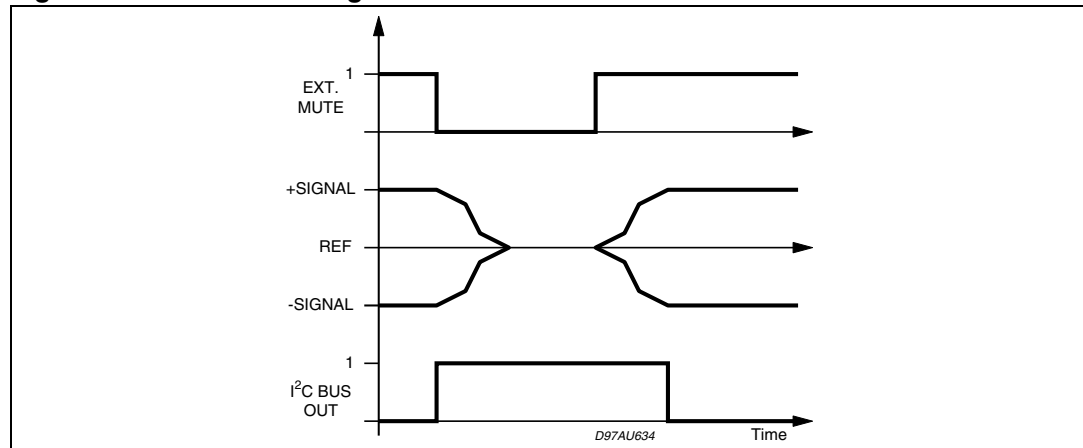 1
EXT.
MUTE
+SIGNAL
REF
-SIGNAL
1
I²C BUS
OUT
D97AU634
Time